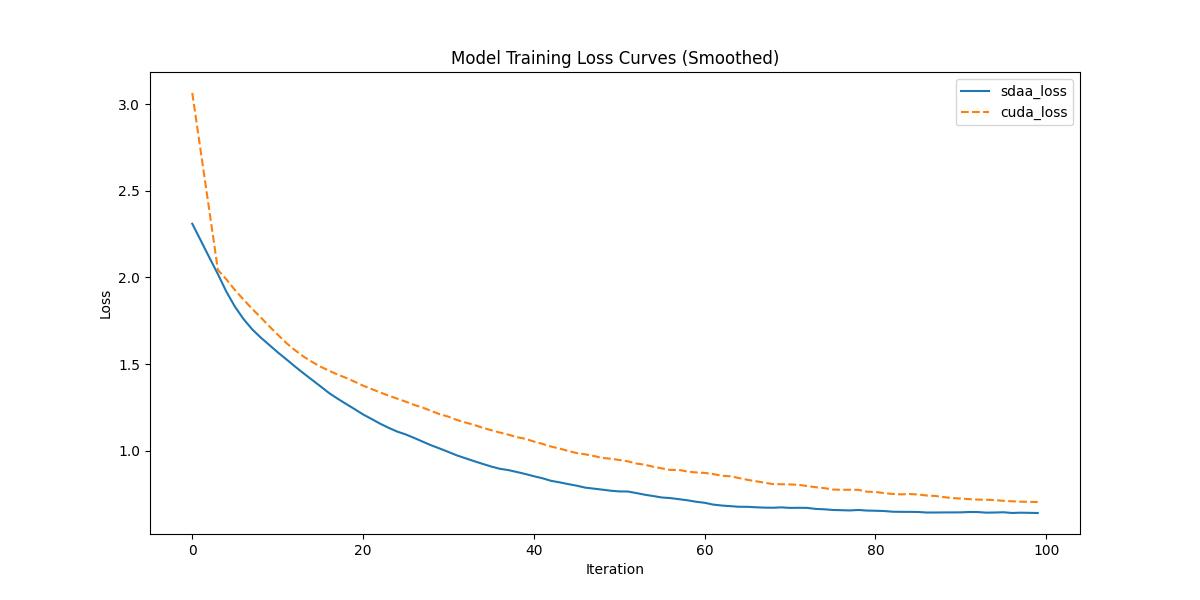 Model Training Loss Curves (Smoothed)
sdaa_loss
cuda_loss
3.0
2.5
2.0
1.5
1.0
Loss
0 20 40 60 80 100
Iteration